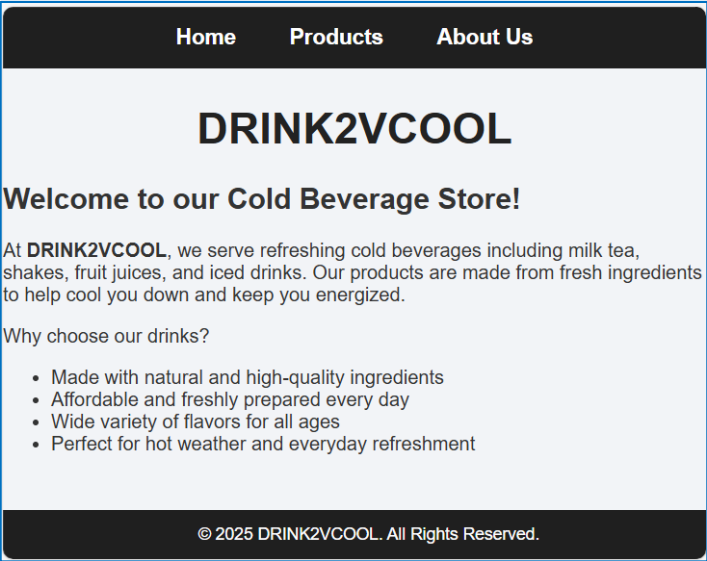 Home Products About Us
DRINK2VCOOL
Welcome to our Cold Beverage Store!
At DRINK2VCOOL, we serve refreshing cold beverages including milk tea,
shakes, fruit juices, and iced drinks. Our products are made from fresh ingredients
to help cool you down and keep you energized.
Why choose our drinks?
• Made with natural and high-quality ingredients
• Affordable and freshly prepared every day
• Wide variety of flavors for all ages
• Perfect for hot weather and everyday refreshment
© 2025 DRINK2VCOOL. All Rights Reserved.